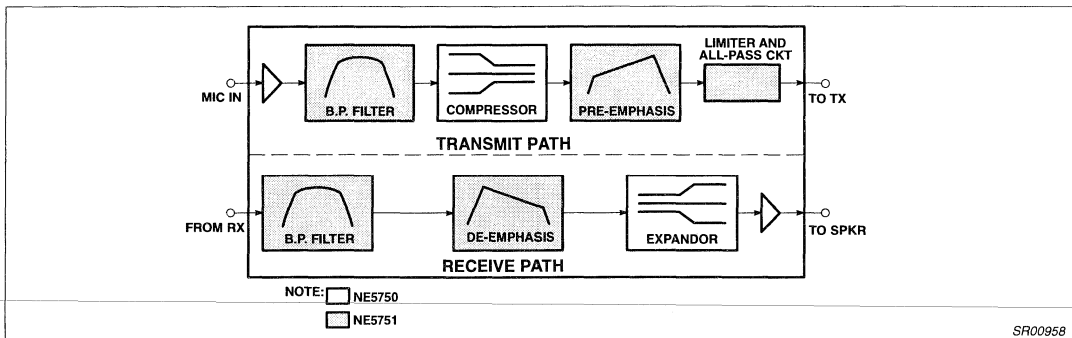 LIMITER AND
ALL-PASS CKT
MIC IN
B.P. FILTER
COMPRESSOR
PRE-EMPHASIS
TO TX
TRANSMIT PATH
FROM RX
B.P. FILTER
DE-EMPHASIS
EXPANDOR
TO SPKR
RECEIVE PATH
NOTE: NE5750
NE5751
SR00958